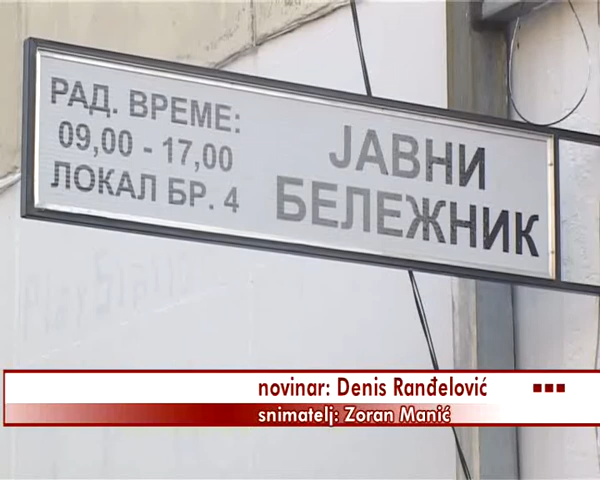 РАД. ВРЕМЕ:
09,00 - 17,00
ЛОКАЛ БР. 4
ЈАВНИ
БЕЛЕЖНИК
novinar: Denis Ranđelović
snimatelj: Zoran Manić